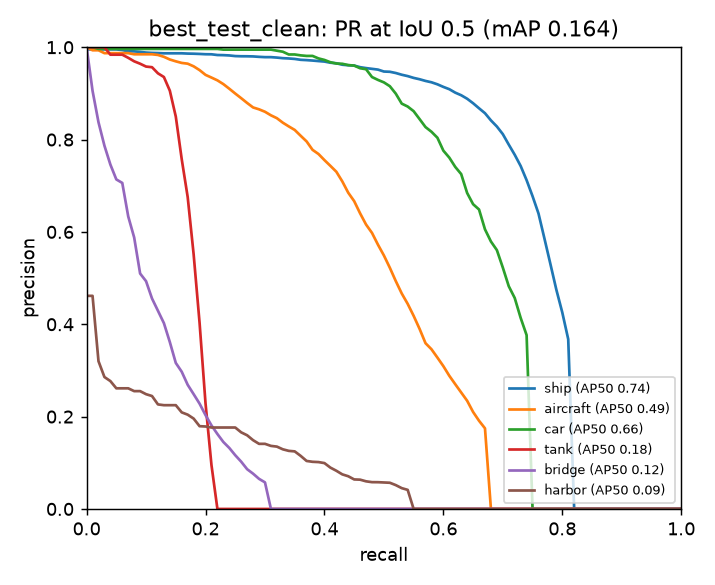 best_test_clean: PR at IoU 0.5 (mAP 0.164)
precision
1.0
0.8
0.6
0.4
0.2
0.0
ship (AP50 0.74)
aircraft (AP50 0.49)
car (AP50 0.66)
tank (AP50 0.18)
bridge (AP50 0.12)
harbor (AP50 0.09)
0.0 0.2 0.4 0.6 0.8 1.0
recall